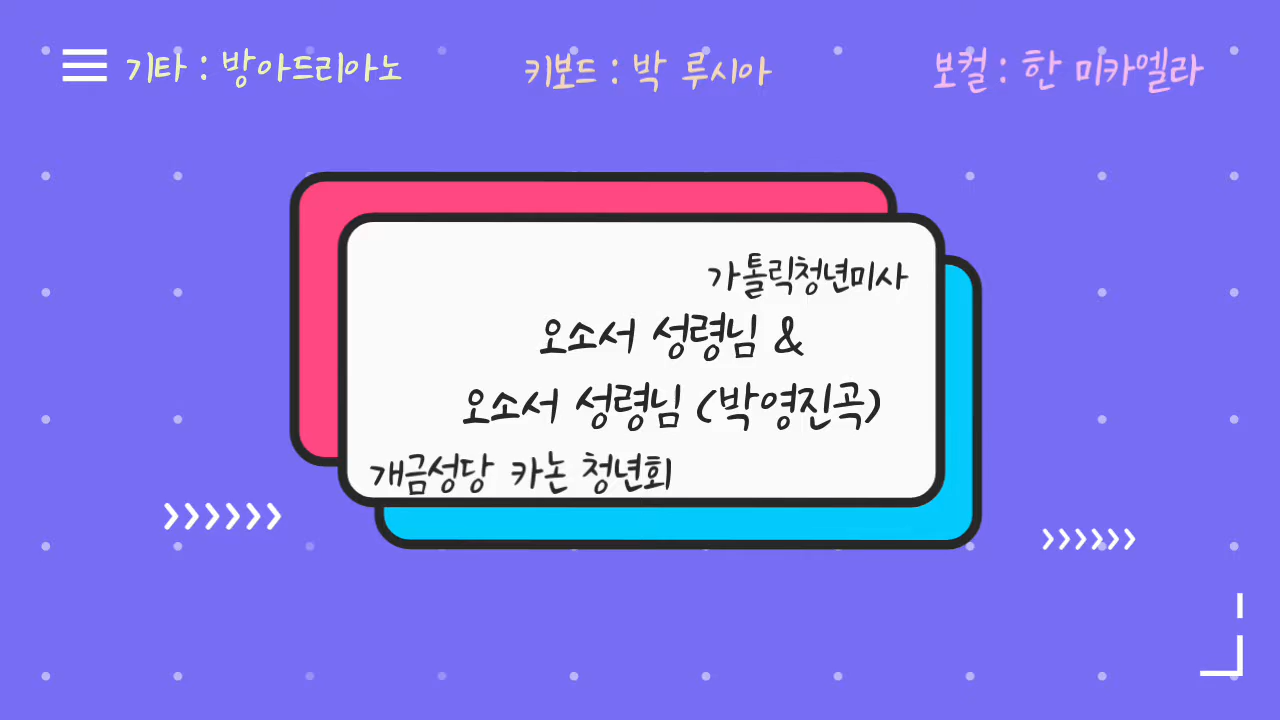 기타 : 방아드리아노
키보드 : 박 루시아
보컬 : 한 미카엘라
가톨릭청년미사
오소서 성령님 &
오소서 성령님 (박영진곡)
개금성당 카논 청년회